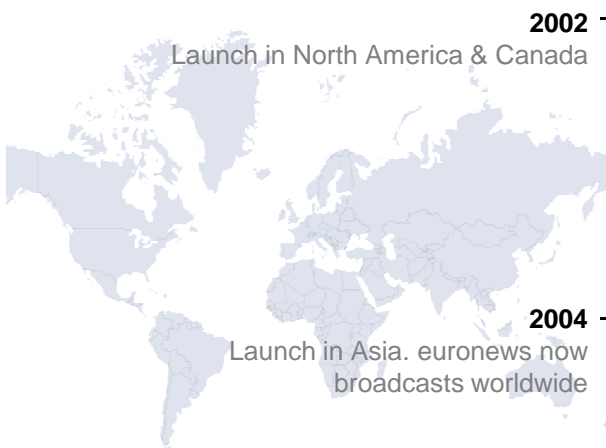 2002
Launch in North America & Canada
2004
Launch in Asia. euronews now
broadcasts worldwide